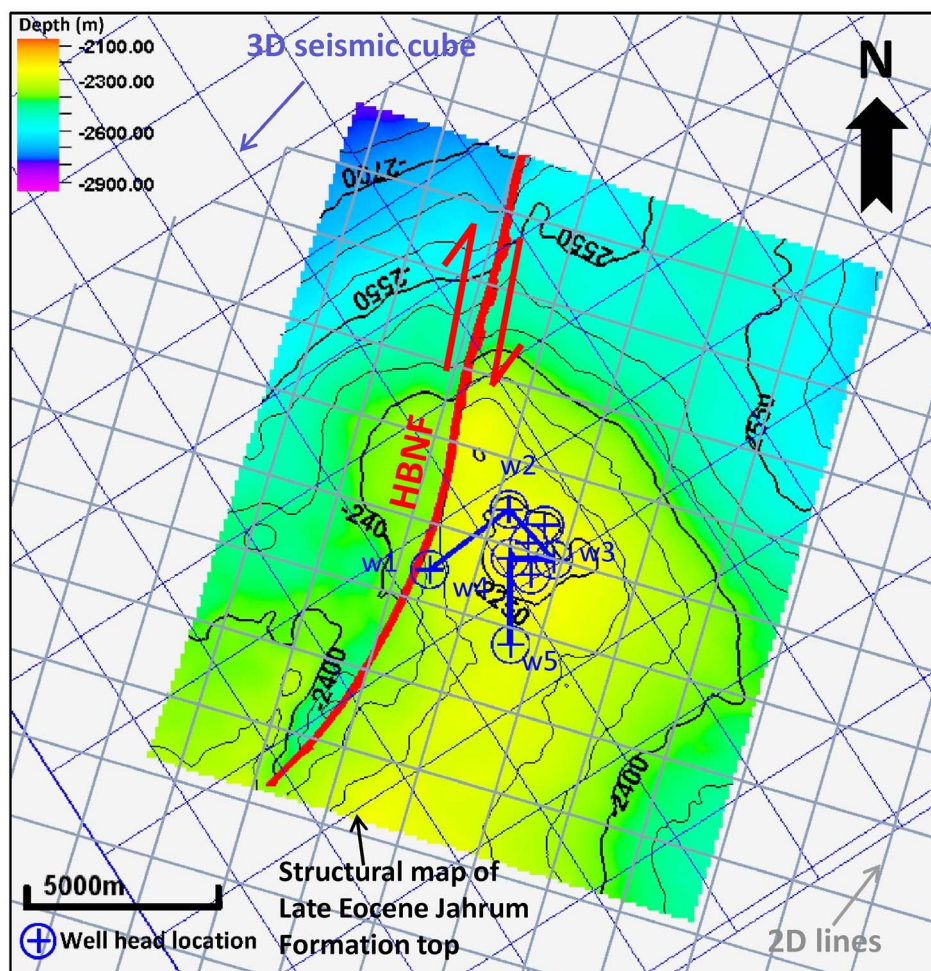 Depth (m)
-2100.00
-2300.00
-2600.00
-2900.00
3D seismic cube
N
-2700
-2550
2550
2550
HBNF
-240
w1
w2
w3
w4
2250
w5
-2400
-2400
5000m
Well head location
Structural map of
Late Eocene Jahrum
Formation top
2D lines